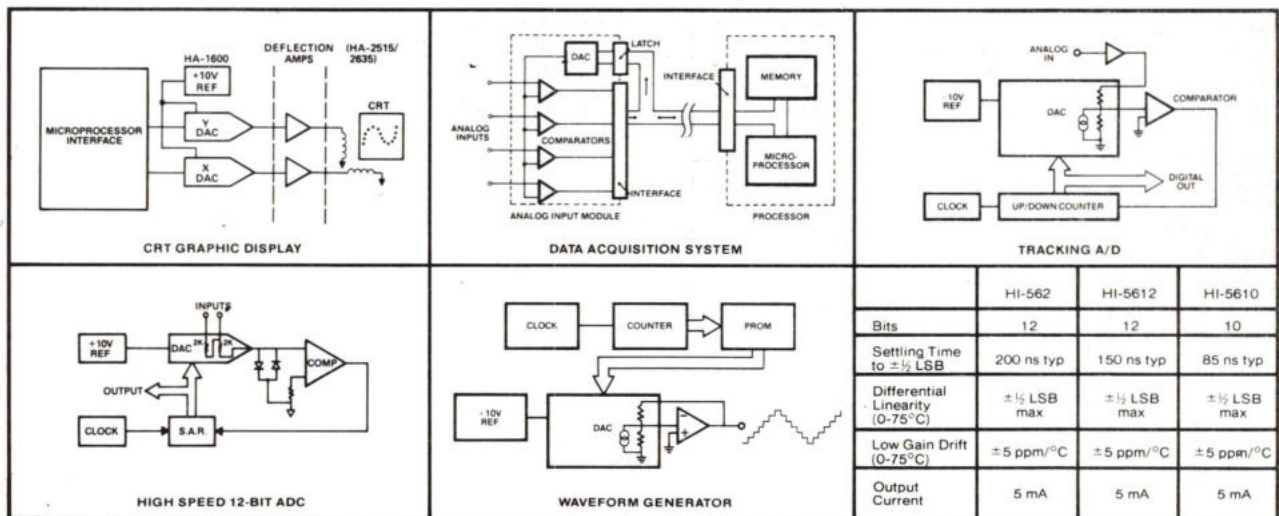 HA-1600
DEFLECTION
AMPS
(HA-2515/
2635)
+10V
REF
CRT
MICROPROCESSOR
INTERFACE
Y
DAC
X
DAC
CRT GRAPHIC DISPLAY
LATCH
DAC
INTERFACE
MEMORY
ANALOG
INPUTS
COMPARATORS
MICRO-
PROCESSOR
INTERFACE
ANALOG INPUT MODULE
PROCESSOR
DATA ACQUISITION SYSTEM
ANALOG
IN
-10V
REF
DAC
COMPARATOR
DIGITAL
OUT
CLOCK
UP/DOWN COUNTER
TRACKING A/D
INPUTS
+10V
REF
DAC
2K
2K
COMP
OUTPUT
CLOCK
S.A.R.
HIGH SPEED 12-BIT ADC
CLOCK
COUNTER
PROM
-10V
REF
DAC
WAVEFORM GENERATOR
HI-562 HI-5612 HI-5610
Bits 12 12 10
Settling Time
to ±½ LSB 200 ns typ 150 ns typ 85 ns typ
Differential
Linearity
(0-75°C) ±½ LSB
max ±½ LSB
max ±½ LSB
max
Low Gain Drift
(0-75°C) ±5 ppm/°C ±5 ppm/°C ±5 ppm/°C
Output
Current 5 mA 5 mA 5 mA